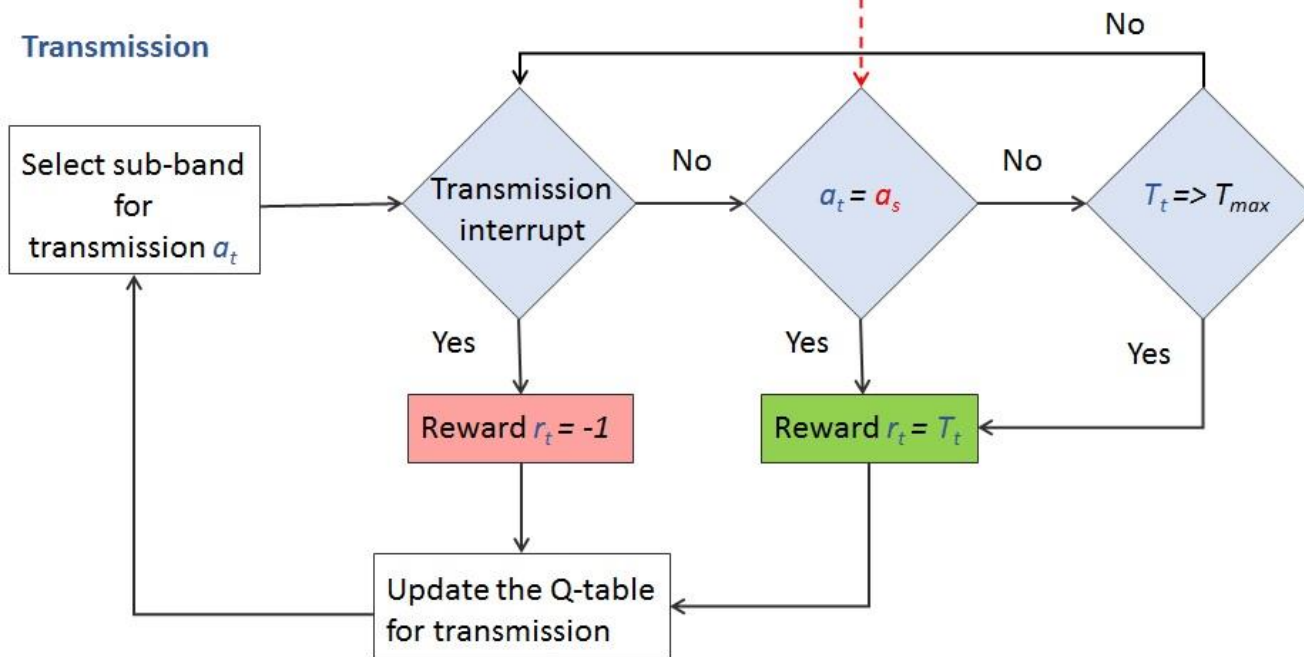 Transmission
No
Select sub-band
for
transmission a_t
Transmission
interrupt
No
a_t = a_s
No
T_t => T_max
Yes
Yes
Yes
Reward r_t = -1
Reward r_t = T_t
Update the Q-table
for transmission